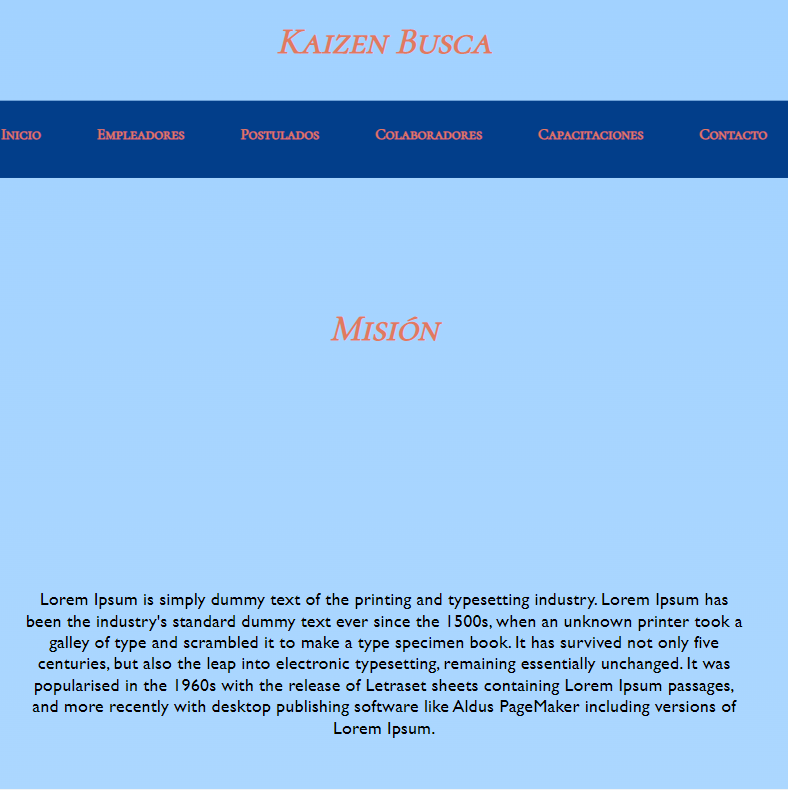 Kaizen Busca
Inicio Empleadores Postulados Colaboradores Capacitaciones Contacto
Misión
Lorem Ipsum is simply dummy text of the printing and typesetting industry. Lorem Ipsum has
been the industry's standard dummy text ever since the 1500s, when an unknown printer took a
galley of type and scrambled it to make a type specimen book. It has survived not only five
centuries, but also the leap into electronic typesetting, remaining essentially unchanged. It was
popularised in the 1960s with the release of Letraset sheets containing Lorem Ipsum passages,
and more recently with desktop publishing software like Aldus PageMaker including versions of
Lorem Ipsum.